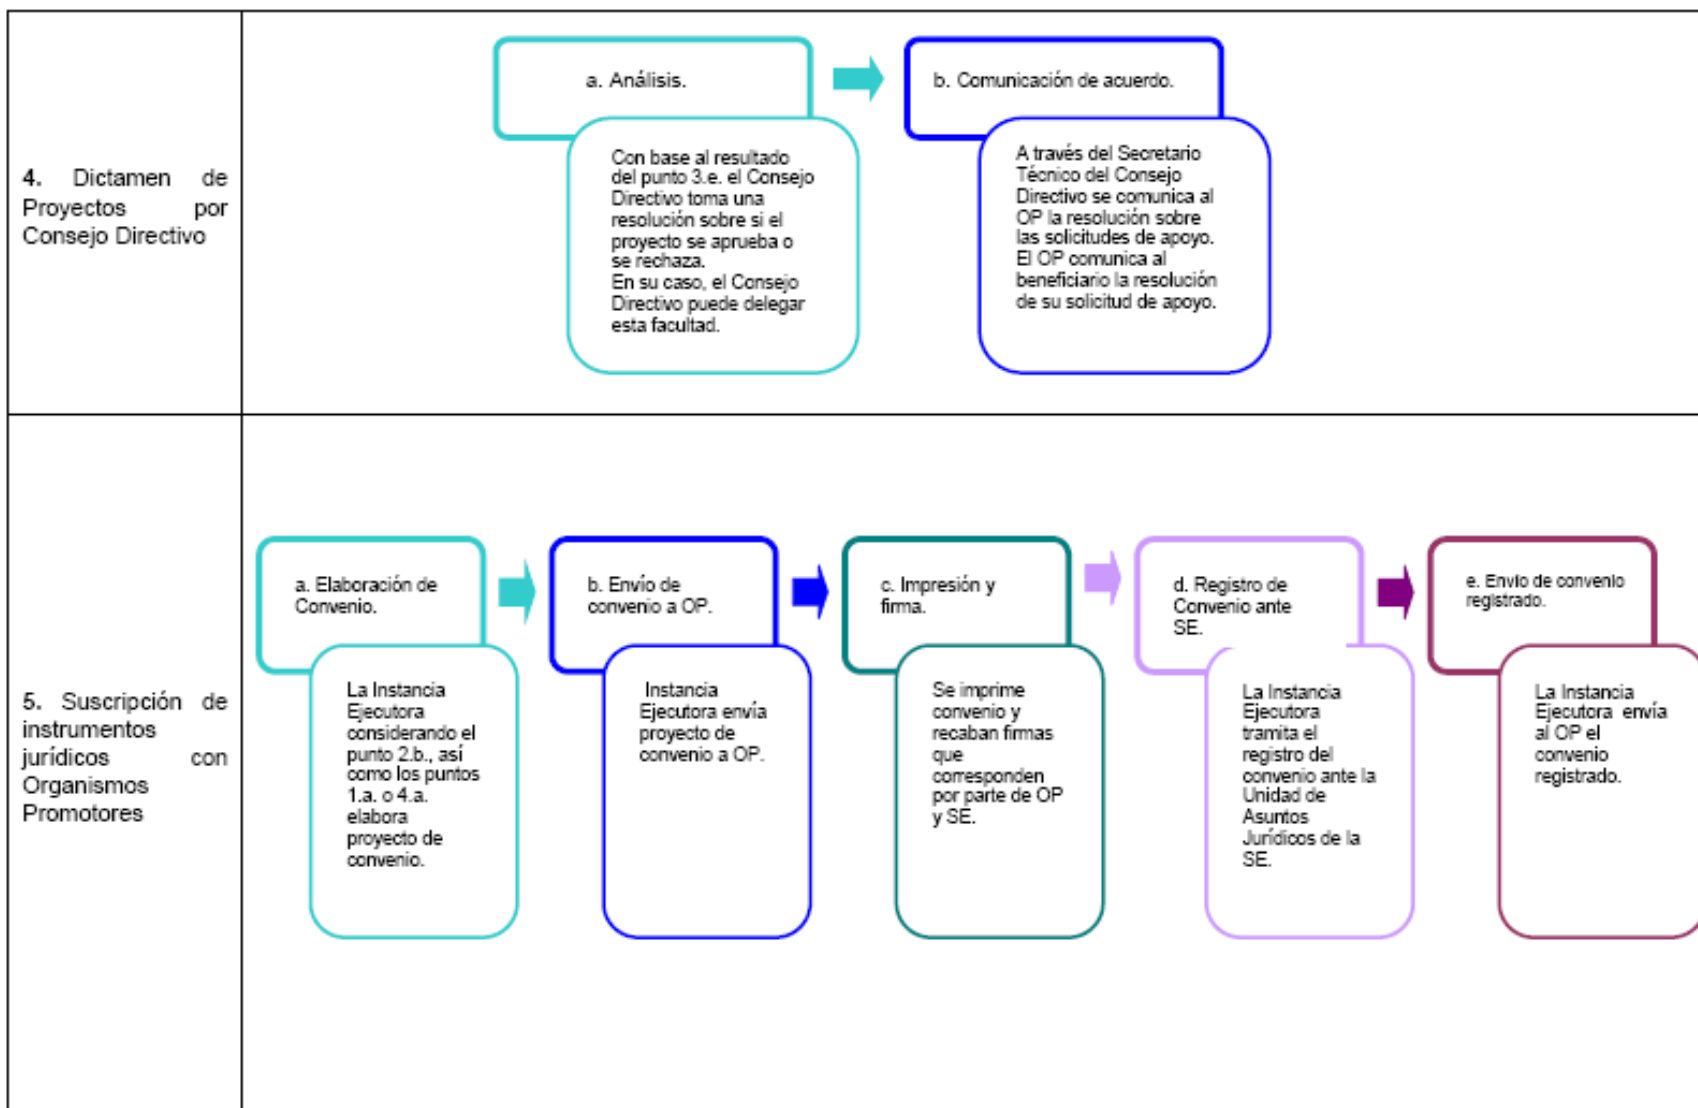 4. Dictamen de
Proyectos por
Consejo Directivo
a. Análisis.
Con base al resultado
del punto 3.e. el Consejo
Directivo toma una
resolución sobre si el
proyecto se aprueba o
se rechaza.
En su caso, el Consejo
Directivo puede delegar
esta facultad.
b. Comunicación de acuerdo.
A través del Secretario
Técnico del Consejo
Directivo se comunica al
OP la resolución sobre
las solicitudes de apoyo.
El OP comunica al
beneficiario la resolución
de su solicitud de apoyo.
5. Suscripción de
instrumentos
jurídicos con
Organismos
Promotores
a. Elaboración de
Convenio.
La Instancia
Ejecutora
considerando el
punto 2.b., así
como los puntos
1.a. o 4.a.
elabora
proyecto de
convenio.
b. Envío de
convenio a OP.
Instancia
Ejecutora envía
proyecto de
convenio a OP.
c. Impresión y
firma.
Se imprime
convenio y
recaban firmas
que
corresponden
por parte de OP
y SE.
d. Registro de
Convenio ante
SE.
La Instancia
Ejecutora
tramita el
registro del
convenio ante la
Unidad de
Asuntos
Jurídicos de la
SE.
e. Envío de convenio
registrado.
La Instancia
Ejecutora envía
al OP el
convenio
registrado.